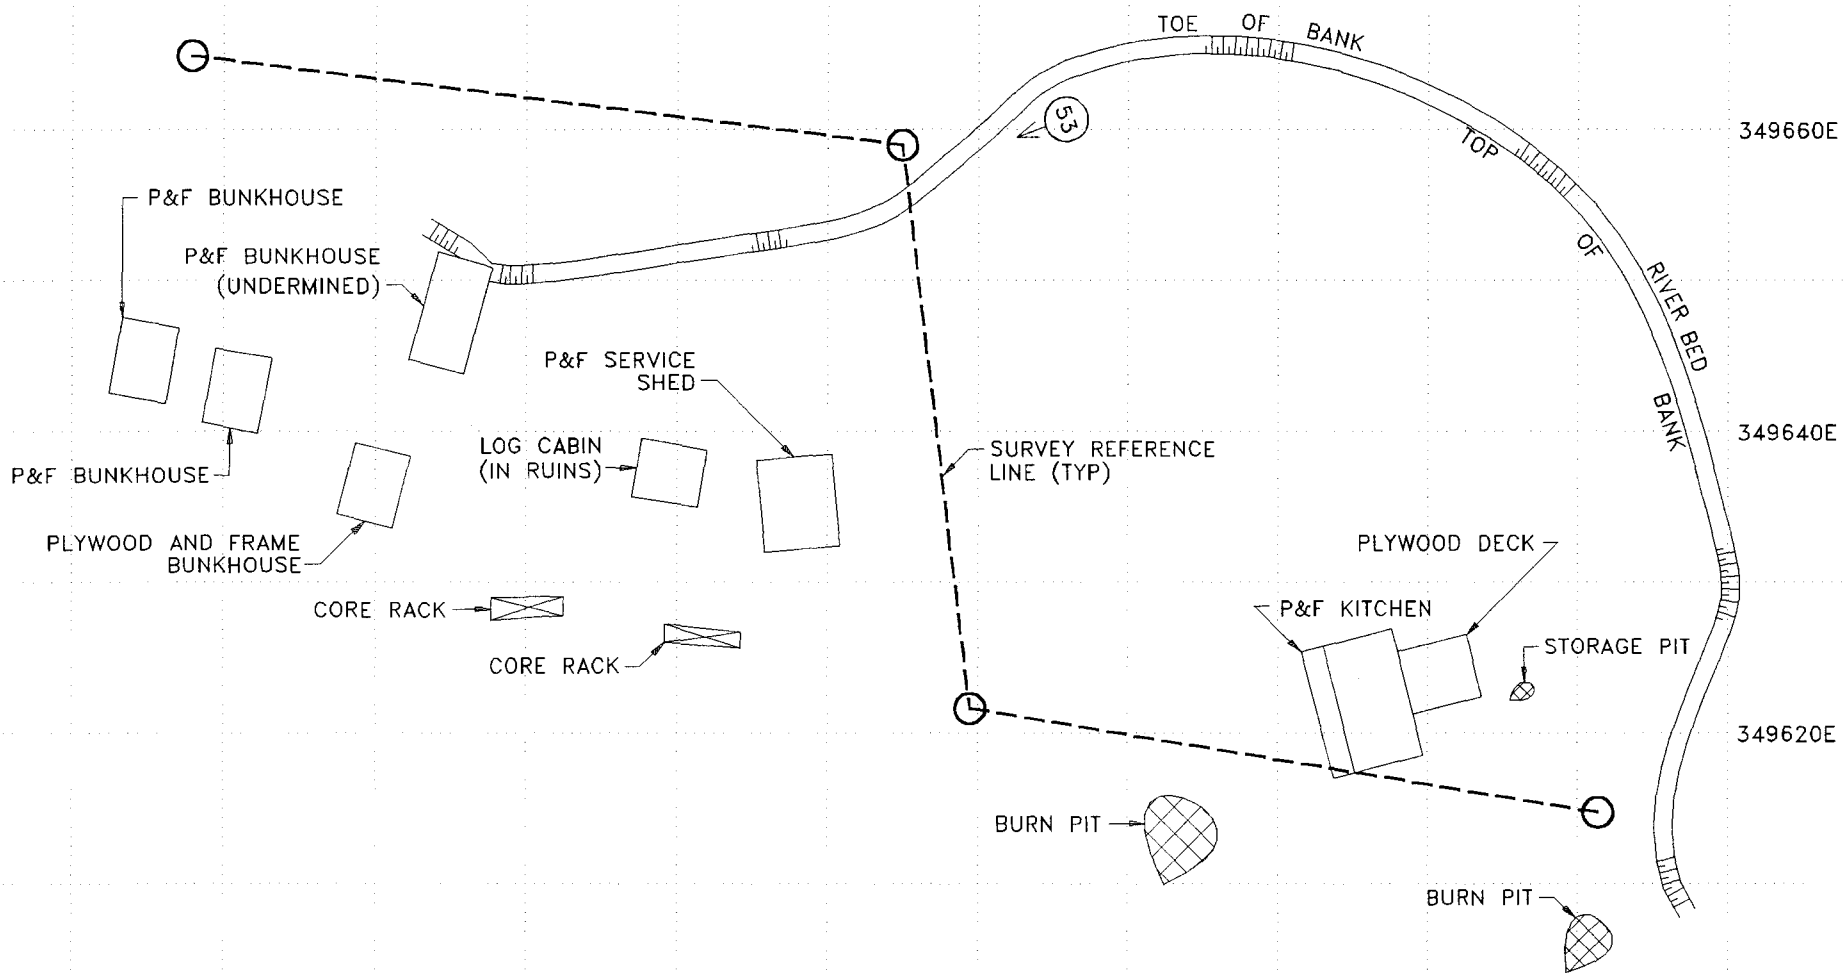 TOE OF BANK
53
349660E
TOP OF BANK
P&F BUNKHOUSE
P&F BUNKHOUSE
(UNDERMINED)
RIVER BED
P&F SERVICE
SHED
349640E
LOG CABIN
(IN RUINS)
SURVEY REFERENCE
LINE (TYP)
P&F BUNKHOUSE
PLYWOOD AND FRAME
BUNKHOUSE
PLYWOOD DECK
CORE RACK
P&F KITCHEN
STORAGE PIT
CORE RACK
349620E
BURN PIT
BURN PIT